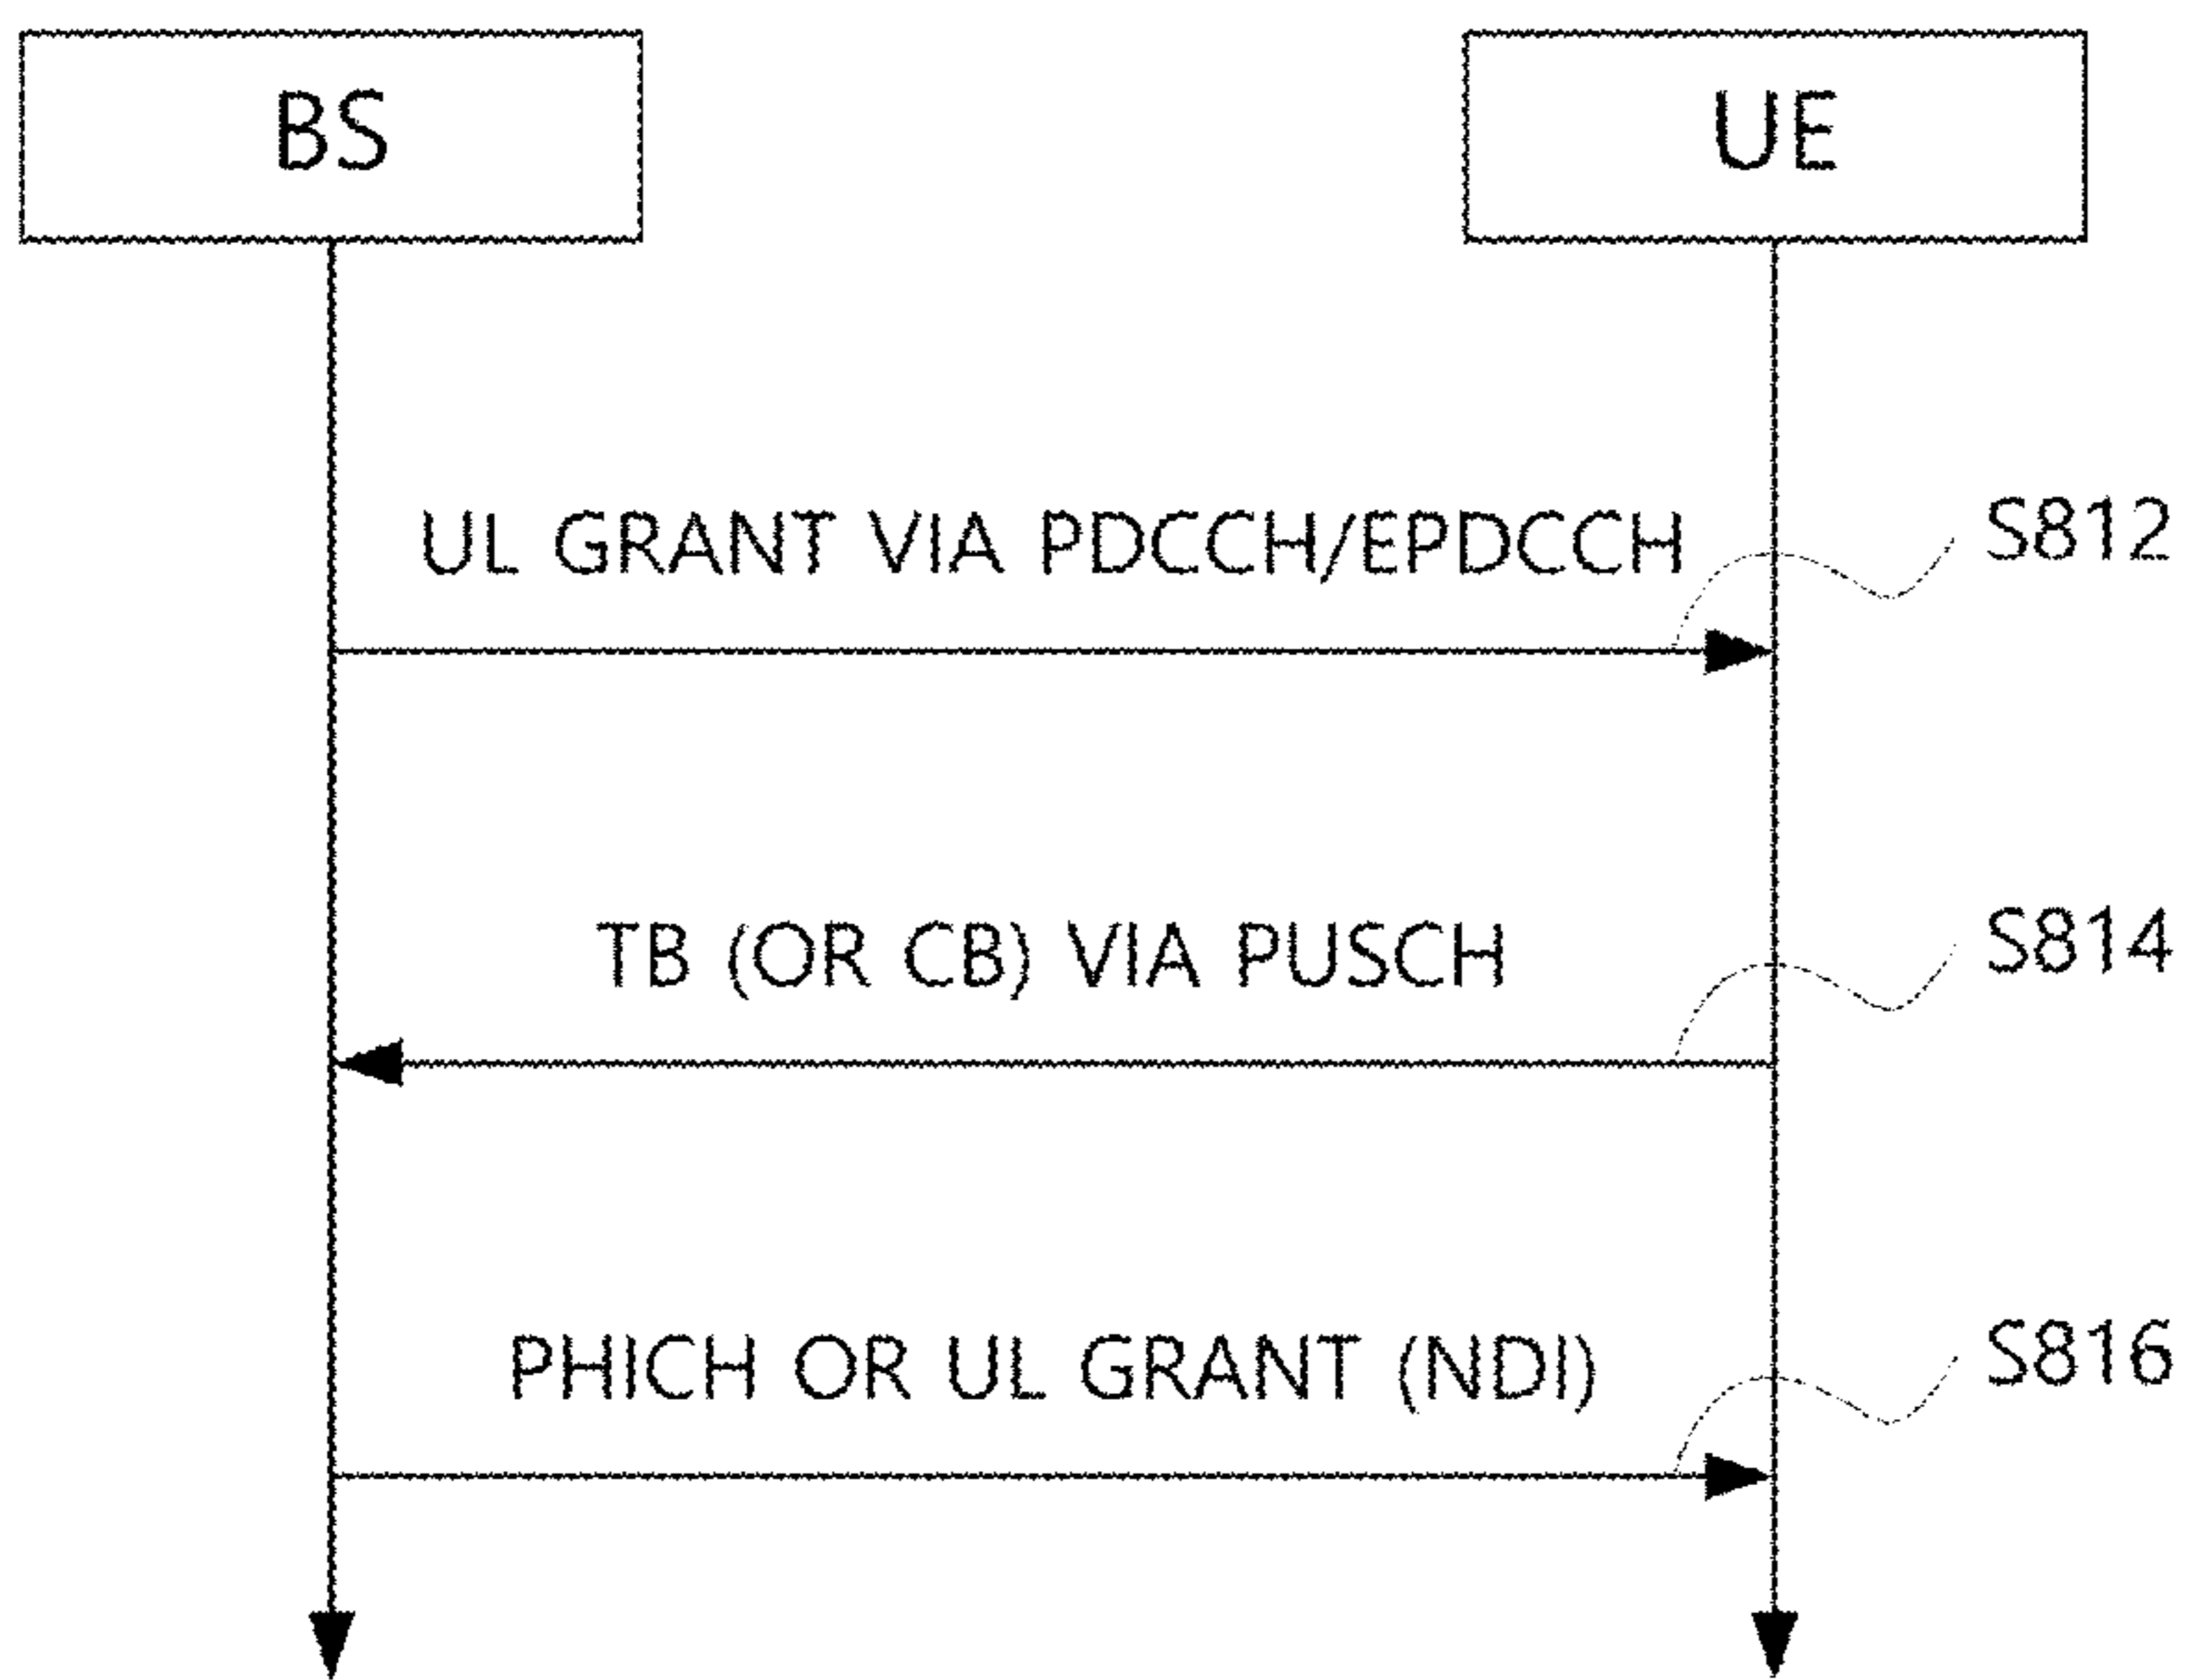 BS
UE
UL GRANT VIA PDCCH/EPDCCH
S812
TB (OR CB) VIA PUSCH
S814
PHICH OR UL GRANT (NDI)
S816